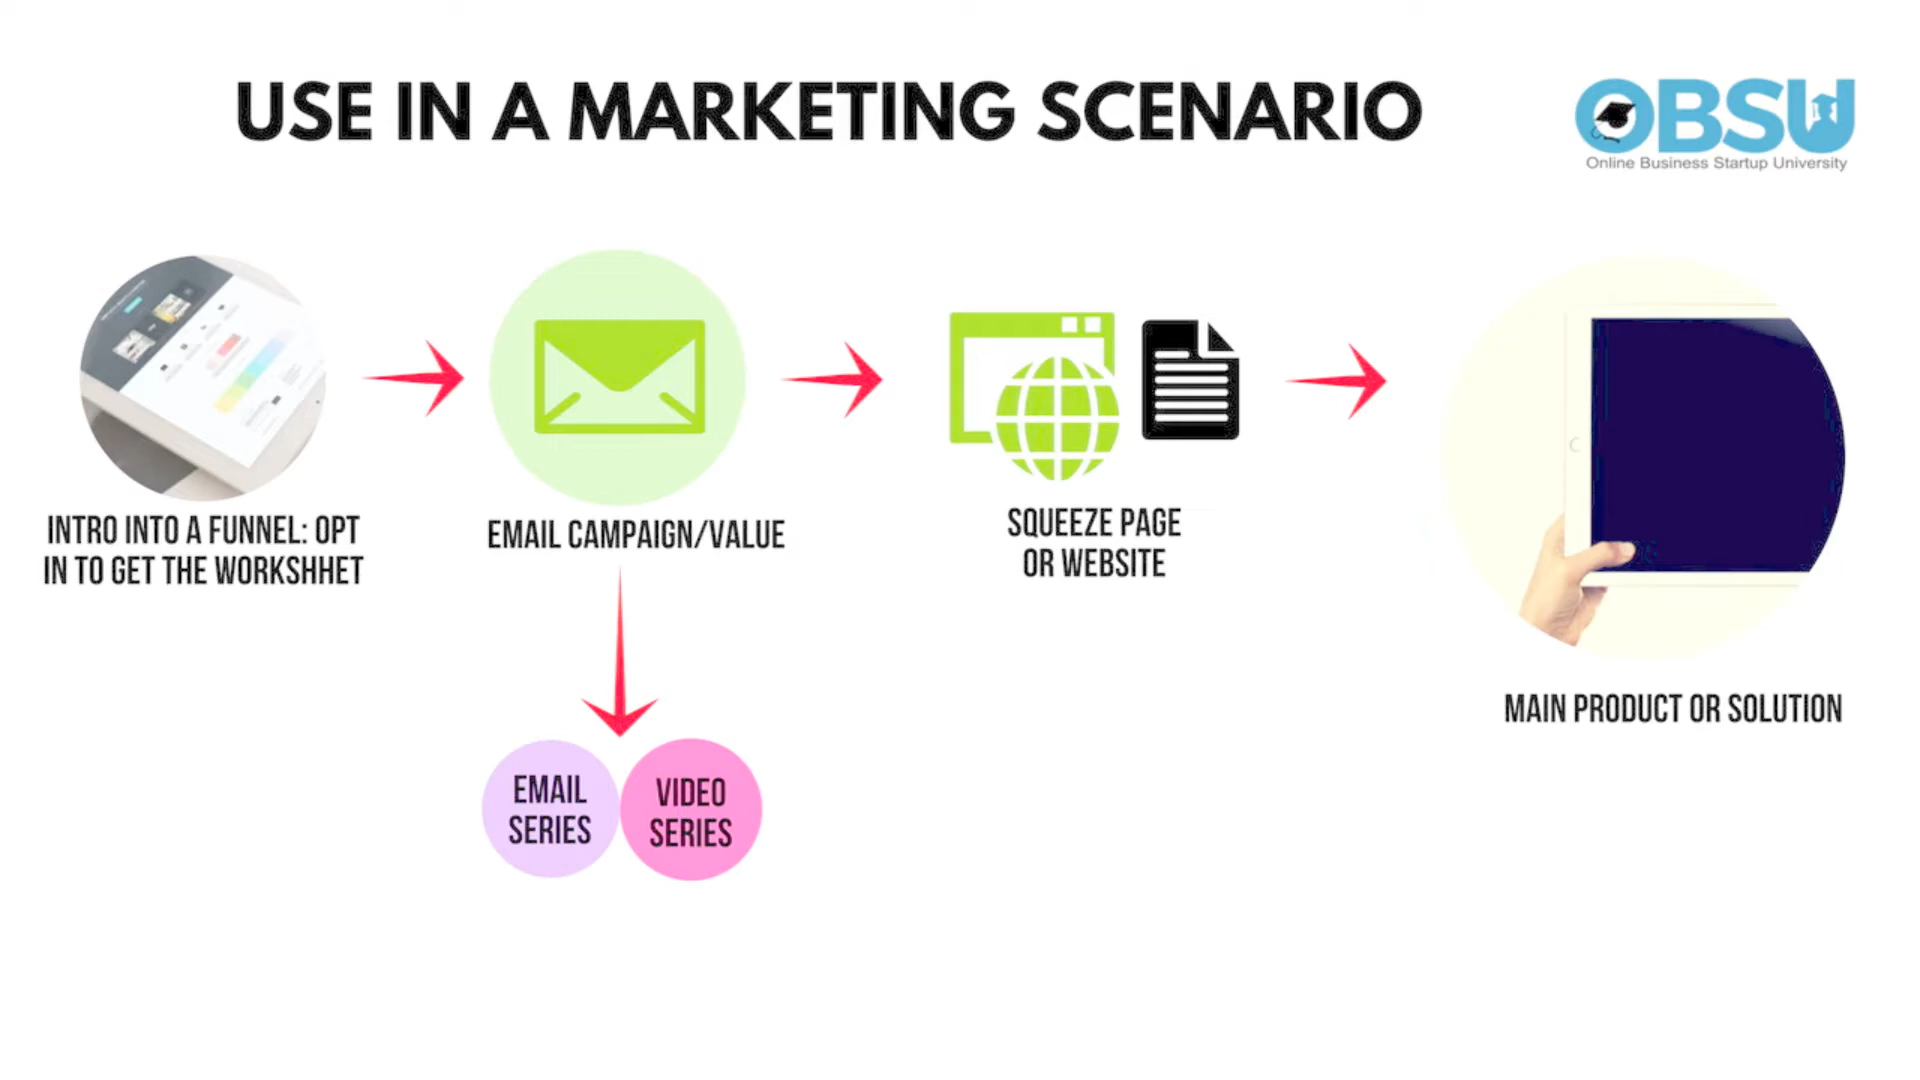 USE IN A MARKETING SCENARIO
OBSU
Online Business Startup University
INTRO INTO A FUNNEL: OPT
IN TO GET THE WORKSHHET
EMAIL CAMPAIGN/VALUE
SQUEEZE PAGE
OR WEBSITE
MAIN PRODUCT OR SOLUTION
EMAIL
SERIES
VIDEO
SERIES